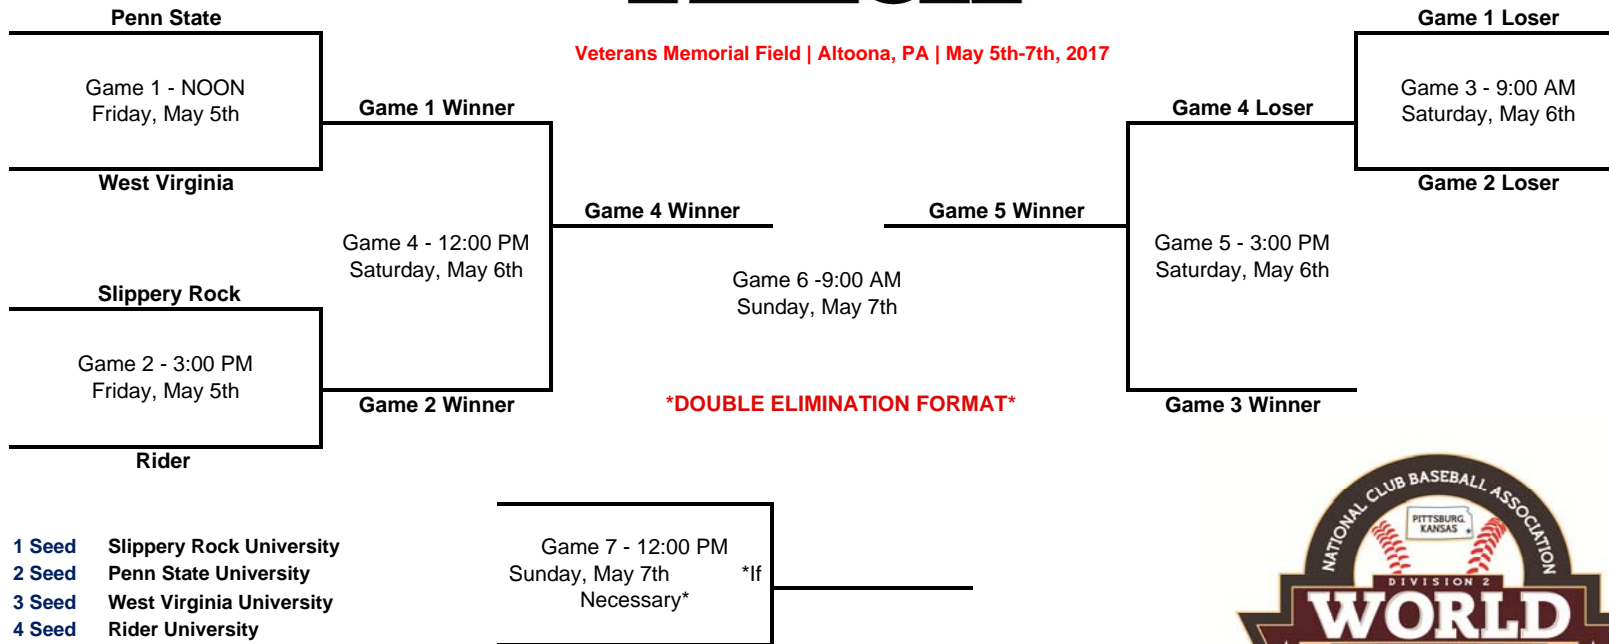 Penn State
Game 1 Loser
Veterans Memorial Field | Altoona, PA | May 5th-7th, 2017
Game 1 - NOON
Friday, May 5th
Game 3 - 9:00 AM
Saturday, May 6th
Game 1 Winner
Game 4 Loser
West Virginia
Game 2 Loser
Game 4 Winner
Game 5 Winner
Game 4 - 12:00 PM
Saturday, May 6th
Game 5 - 3:00 PM
Saturday, May 6th
Game 6 -9:00 AM
Sunday, May 7th
Slippery Rock
Game 2 - 3:00 PM
Friday, May 5th
Game 2 Winner
*DOUBLE ELIMINATION FORMAT*
Game 3 Winner
Rider
1 Seed Slippery Rock University
2 Seed Penn State University
3 Seed West Virginia University
4 Seed Rider University
Game 7 - 12:00 PM
Sunday, May 7th *If
Necessary*
NATIONAL CLUB BASEBALL ASSOCIATION
PITTSBURG,
KANSAS
DIVISION 2
WORLD